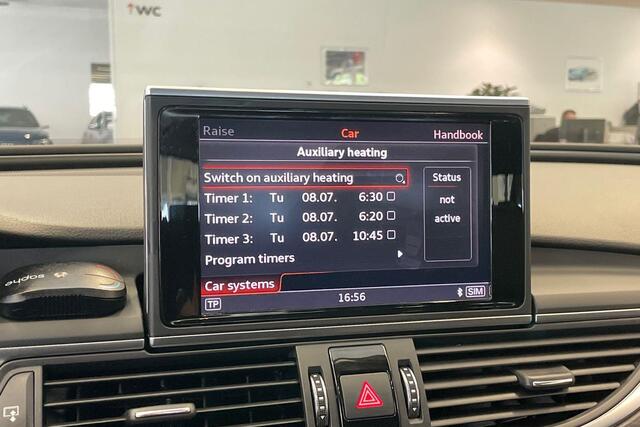 WC
Raise Car Handbook
Auxiliary heating
Switch on auxiliary heating
Status
Timer 1: Tu 08.07. 6:30
not
Timer 2: Tu 08.07. 6:20
active
Timer 3: Tu 08.07. 10:45
Program timers
Car systems
TP 16:56 SIM
sophe